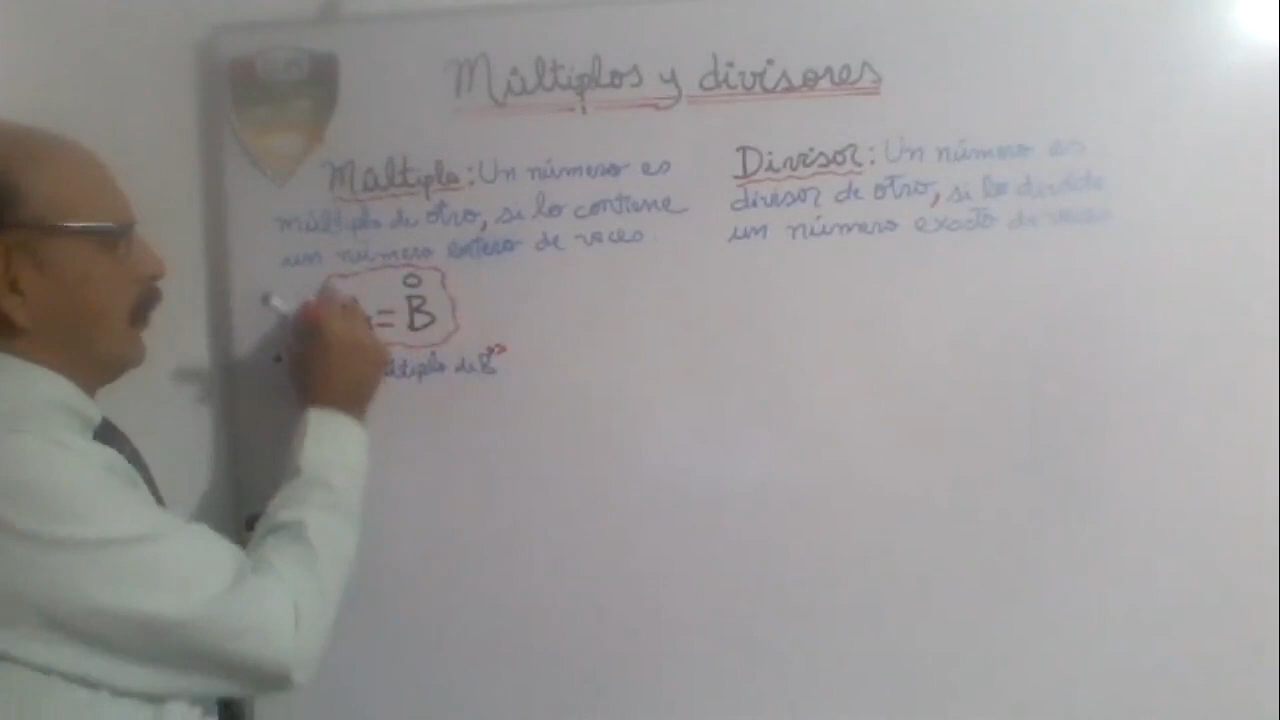 Múltiplos y divisores
Múltiplo: Un número es
múltiplo de otro, si lo contiene
un número entero de veces
= B̊
múltiplo de B"
Divisor: Un número es
divisor de otro, si lo divide
un número exacto de veces